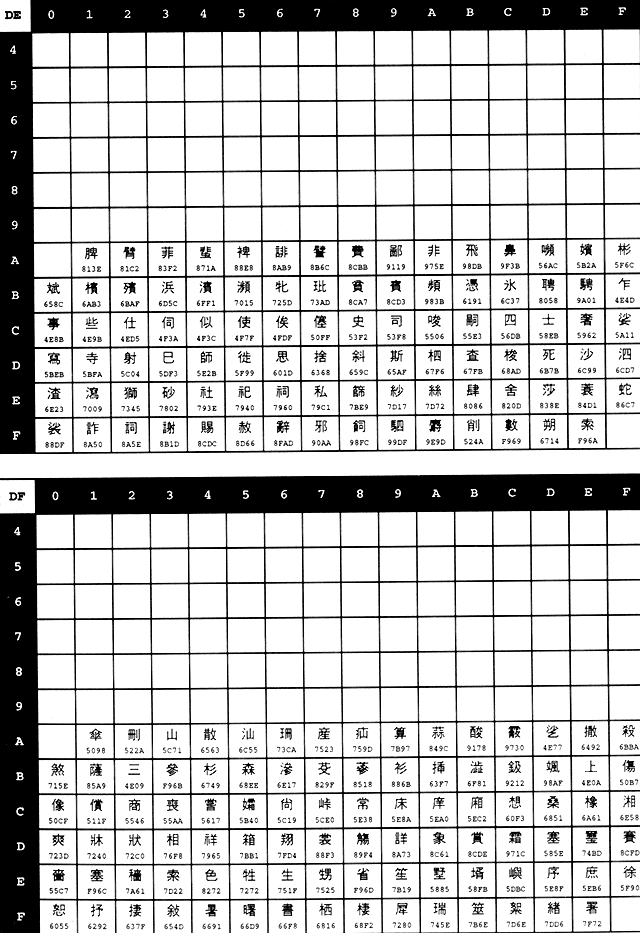 DE 0 1 2 3 4 5 6 7 8 9 A B C D E F
4
5
6
7
8
9
A 脾 臂 菲 蜚 裨 誹 譬 費 鄙 非 飛 鼻 嚬 嬪 彬
813E 81C2 83F2 871A 88E8 8AB9 8B6C 8CBB 9119 975E 98DB 9F3B 56AC 5B2A 5F6C
B 斌 檳 殯 浜 濱 瀕 牝 玭 貧 賓 頻 憑 氷 聘 騁 乍
658C 6AB3 6BAF 6D5C 6FF1 7015 725D 73AD 8CA7 8CD3 983B 6191 6C37 8058 9A01 4E4D
C 事 些 仕 伺 似 使 俟 僿 史 司 唆 嗣 四 士 奢 娑
4E8B 4E9B 4ED5 4F3A 4F3C 4F7F 4FDF 50FF 53F2 53F8 5506 55E3 56DB 58EB 5962 5A11
D 寫 寺 射 巳 師 徙 思 捨 斜 斯 柶 査 梭 死 沙 泗
5BEB 5BFA 5C04 5DF3 5E2B 5F99 601D 6368 659C 65AF 67F6 67FB 68AD 6B7B 6C99 6CD7
E 渣 瀉 獅 砂 社 祀 祠 私 篩 紗 絲 肆 舍 莎 蓑 蛇
6E23 7009 7345 7802 793E 7940 7960 79C1 7BE9 7D17 7D72 8086 820D 838E 84D1 86C7
F 裟 詐 詞 謝 賜 赦 辭 邪 飼 駟 麝 削 數 朔 索
88DF 8A50 8A5E 8B1D 8CDC 8D66 8FAD 90AA 98FC 99DF 9E9D 524A F969 6714 F96A
DF 0 1 2 3 4 5 6 7 8 9 A B C D E F
4
5
6
7
8
9
A 傘 刪 山 散 汕 珊 産 疝 算 蒜 酸 霰 乷 撒 殺
5098 522A 5C71 6563 6C55 73CA 7523 759D 7B97 849C 9178 9730 4E77 6492 6BBA
B 煞 薩 三 參 杉 森 渗 芟 蔘 衫 揷 澁 鈒 颯 上 傷
715E 85A9 4E09 F96B 6749 68EE 6E17 829F 8518 886B 63F7 6F81 9212 98AF 4E0A 50B7
C 像 償 商 喪 嘗 孀 尙 峠 常 床 庠 廂 想 桑 橡 湘
50CF 511F 5546 55AA 5617 5B40 5C19 5CE0 5E38 5E8A 5EA0 5EC2 60F3 6851 6A61 6E58
D 爽 牀 狀 相 祥 箱 翔 裳 觴 詳 象 賞 霜 塞 璽 賽
723D 7240 72C0 76F8 7965 7BB1 7FD4 88F3 89F4 8A73 8C61 8CDE 971C 585E 74BD 8CFD
E 嗇 塞 穡 索 色 牲 生 甥 省 笙 墅 壻 嶼 序 庶 徐
55C7 F96C 7A61 7D22 8272 7272 751F 7525 F96D 7B19 5885 58FB 5DBC 5E8F 5EB6 5F90
F 恕 抒 捿 敍 暑 曙 書 栖 棲 犀 瑞 筮 絮 緖 署
6055 6292 637F 654D 6691 66D9 66F8 6816 68F2 7280 745E 7B6E 7D6E 7DD6 7F72